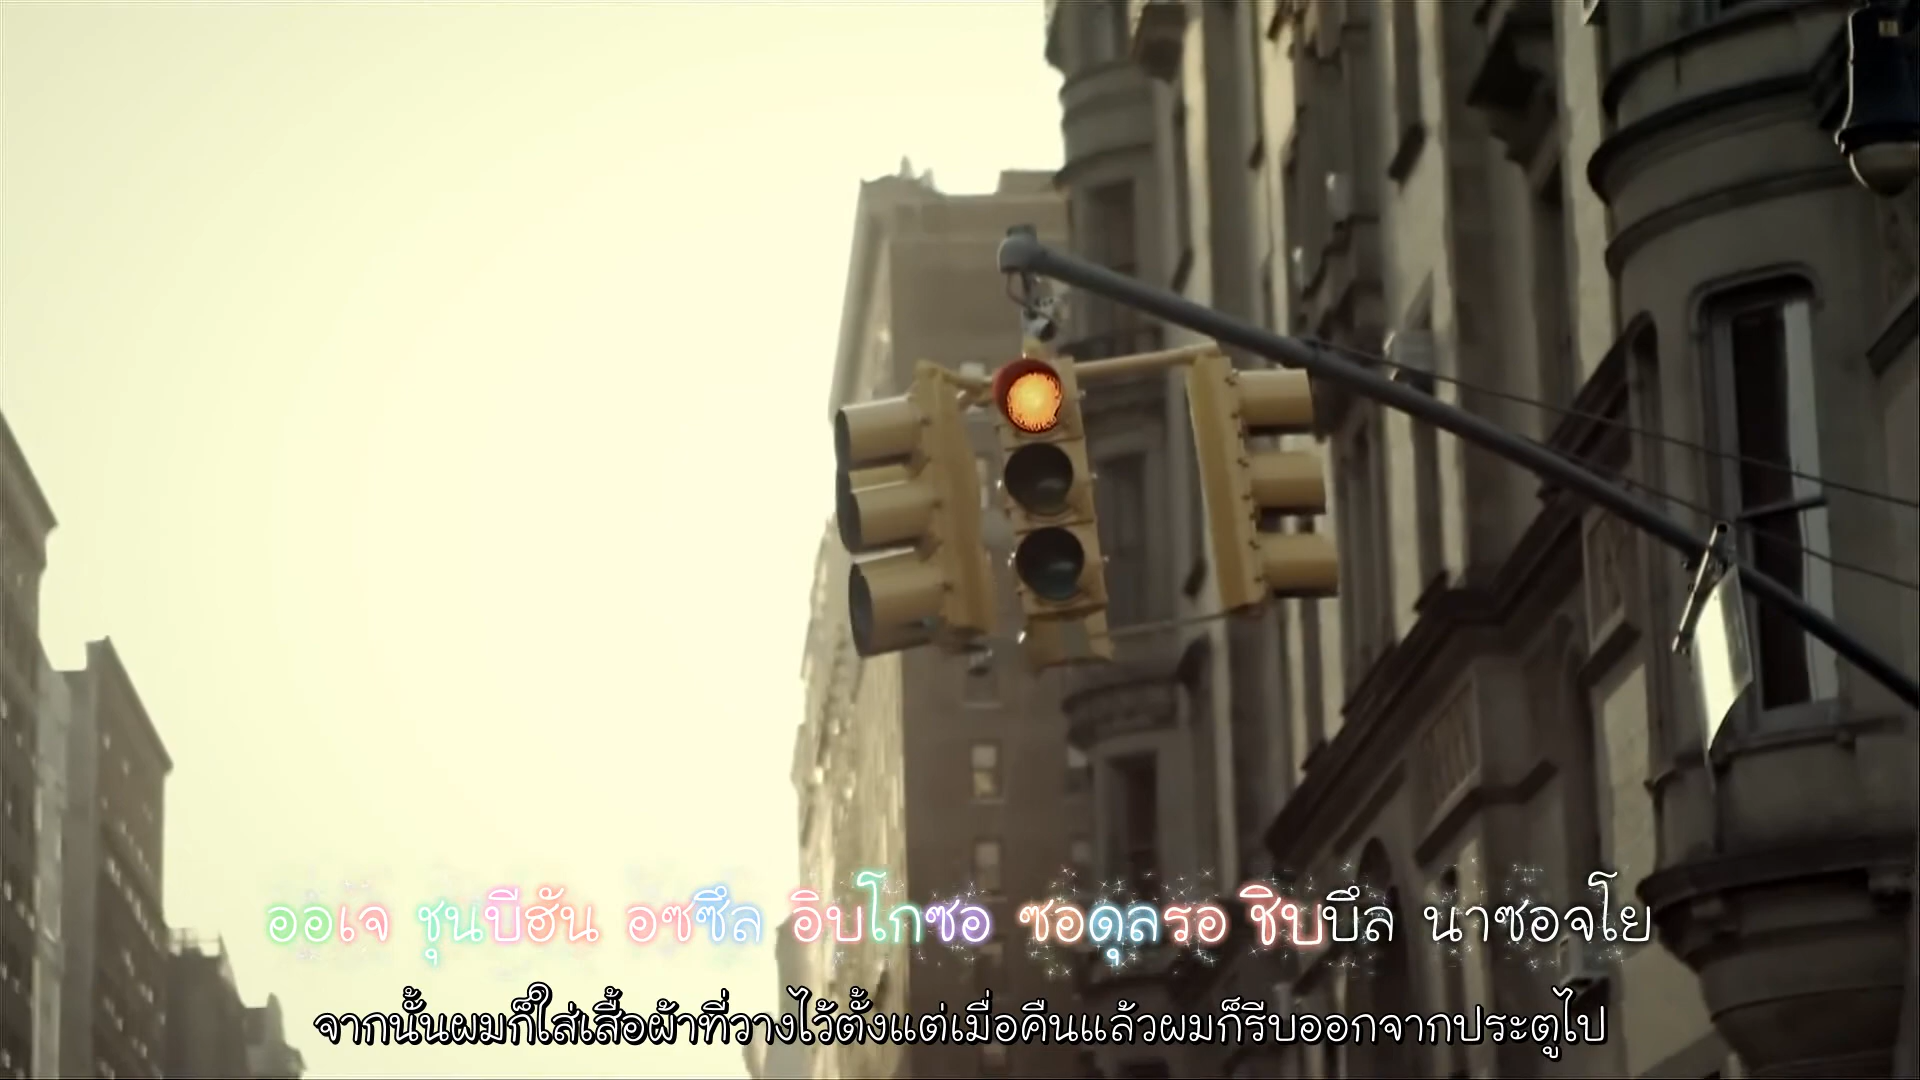 ออเจ ชุนบีฮัน อซซึล อิบโกซอ ซอดุลรอ ชิบบึล นาซอจโย
จากนั้นผมก็ใส่เสื้อผ้าที่วางไว้ตั้งแต่เมื่อคืนแล้วผมก็รีบออกจากประตูไป